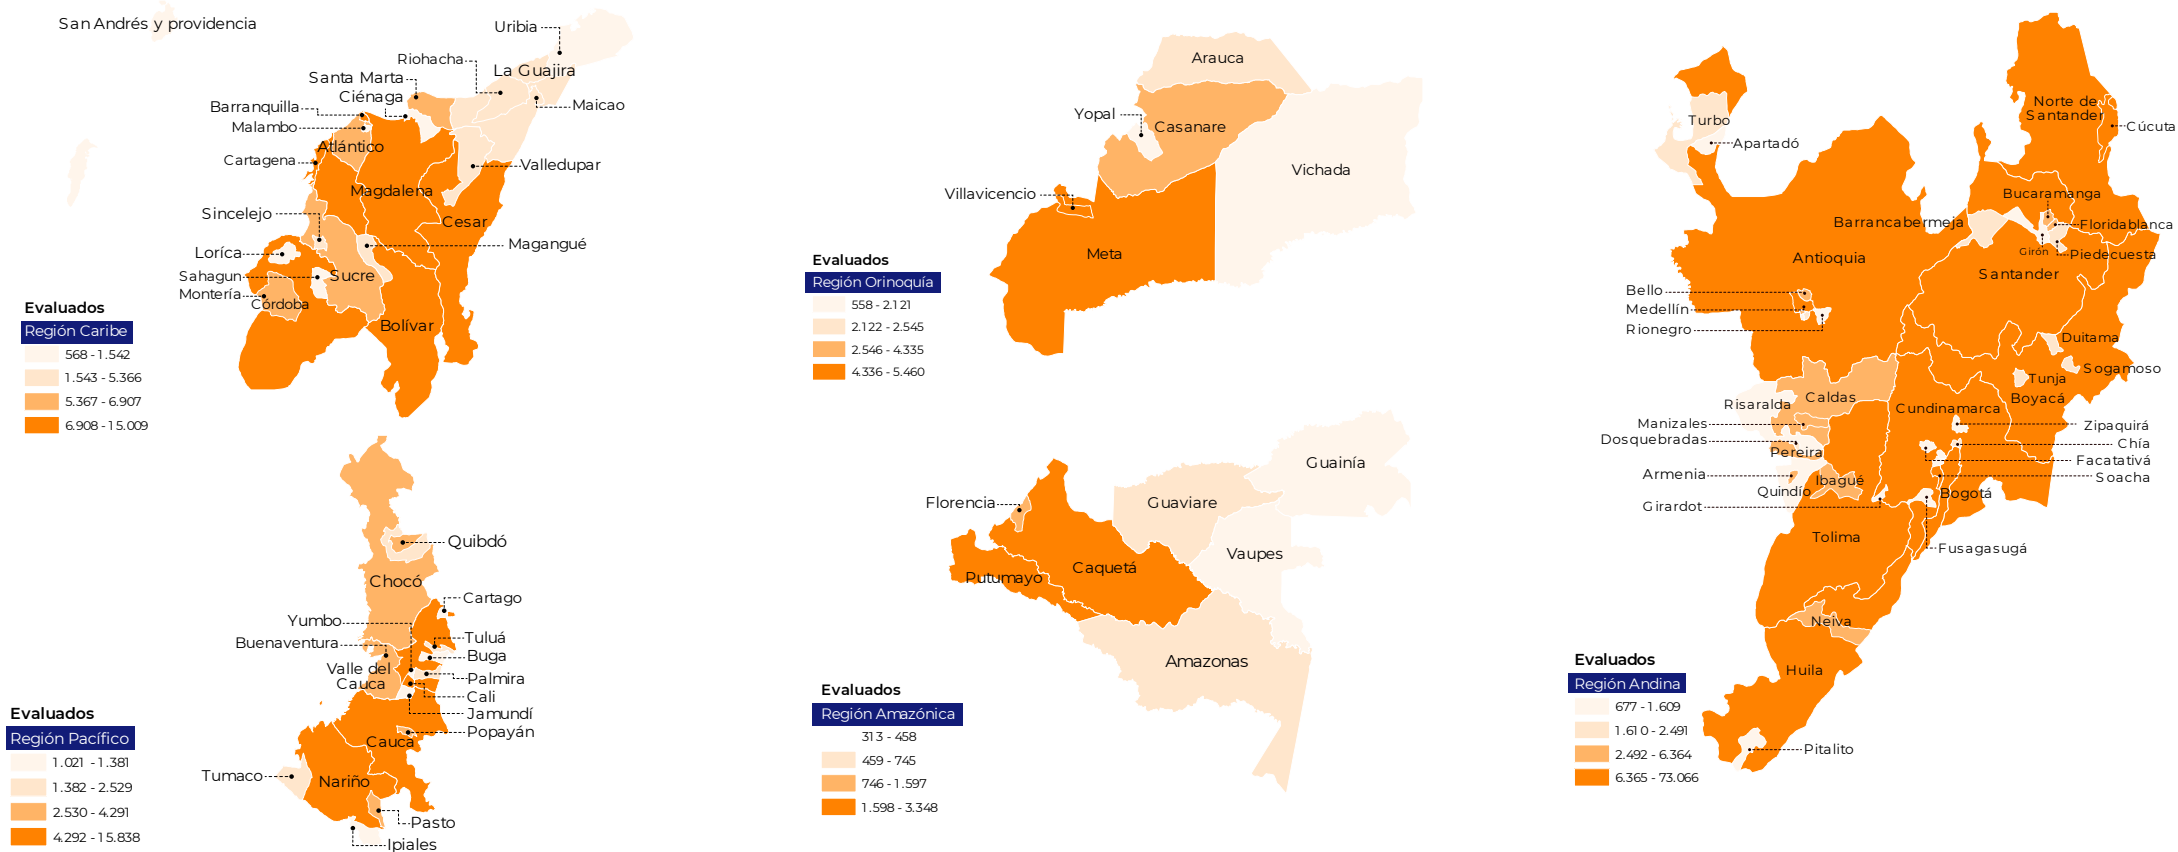 San Andrés y providencia
Uribia
Riohacha
La Guajira
Santa Marta
Ciénaga
Maicao
Barranquilla
Malambo
Atlántico
Cartagena
Valledupar
Magdalena
Sincelejo
Cesar
Magangué
Loríca
Sahagun
Sucre
Montería
Córdoba
Bolívar
Evaluados
Región Caribe
568 - 1.542
1.543 - 5.366
5.367 - 6.907
6.908 - 15.009
Quibdó
Chocó
Cartago
Yumbo
Tuluá
Buenaventura
Buga
Valle del
Cauca
Palmira
Cali
Jamundí
Popayán
Cauca
Tumaco
Nariño
Pasto
Ipiales
Evaluados
Región Pacífico
1.021 - 1.381
1.382 - 2.529
2.530 - 4.291
4.292 - 15.838
Arauca
Yopal
Casanare
Vichada
Villavicencio
Meta
Evaluados
Región Orinoquía
558 - 2.121
2.122 - 2.545
2.546 - 4.335
4.336 - 5.460
Guainía
Florencia
Guaviare
Vaupes
Caquetá
Putumayo
Amazonas
Evaluados
Región Amazónica
313 - 458
459 - 745
746 - 1.597
1.598 - 3.348
Norte de
Santander
Cúcuta
Turbo
Apartadó
Bucaramanga
Barrancabermeja
Floridablanca
Girón
Piedecuesta
Antioquia
Santander
Bello
Medellín
Rionegro
Duitama
Sogamoso
Tunja
Boyacá
Risaralda
Caldas
Cundinamarca
Manizales
Zipaquirá
Dosquebradas
Chía
Pereira
Facatativá
Armenia
Ibagué
Soacha
Quindío
Bogotá
Girardot
Tolima
Fusagasugá
Neiva
Huila
Pitalito
Evaluados
Región Andina
677 - 1.609
1.610 - 2.491
2.492 - 6.364
6.365 - 73.066